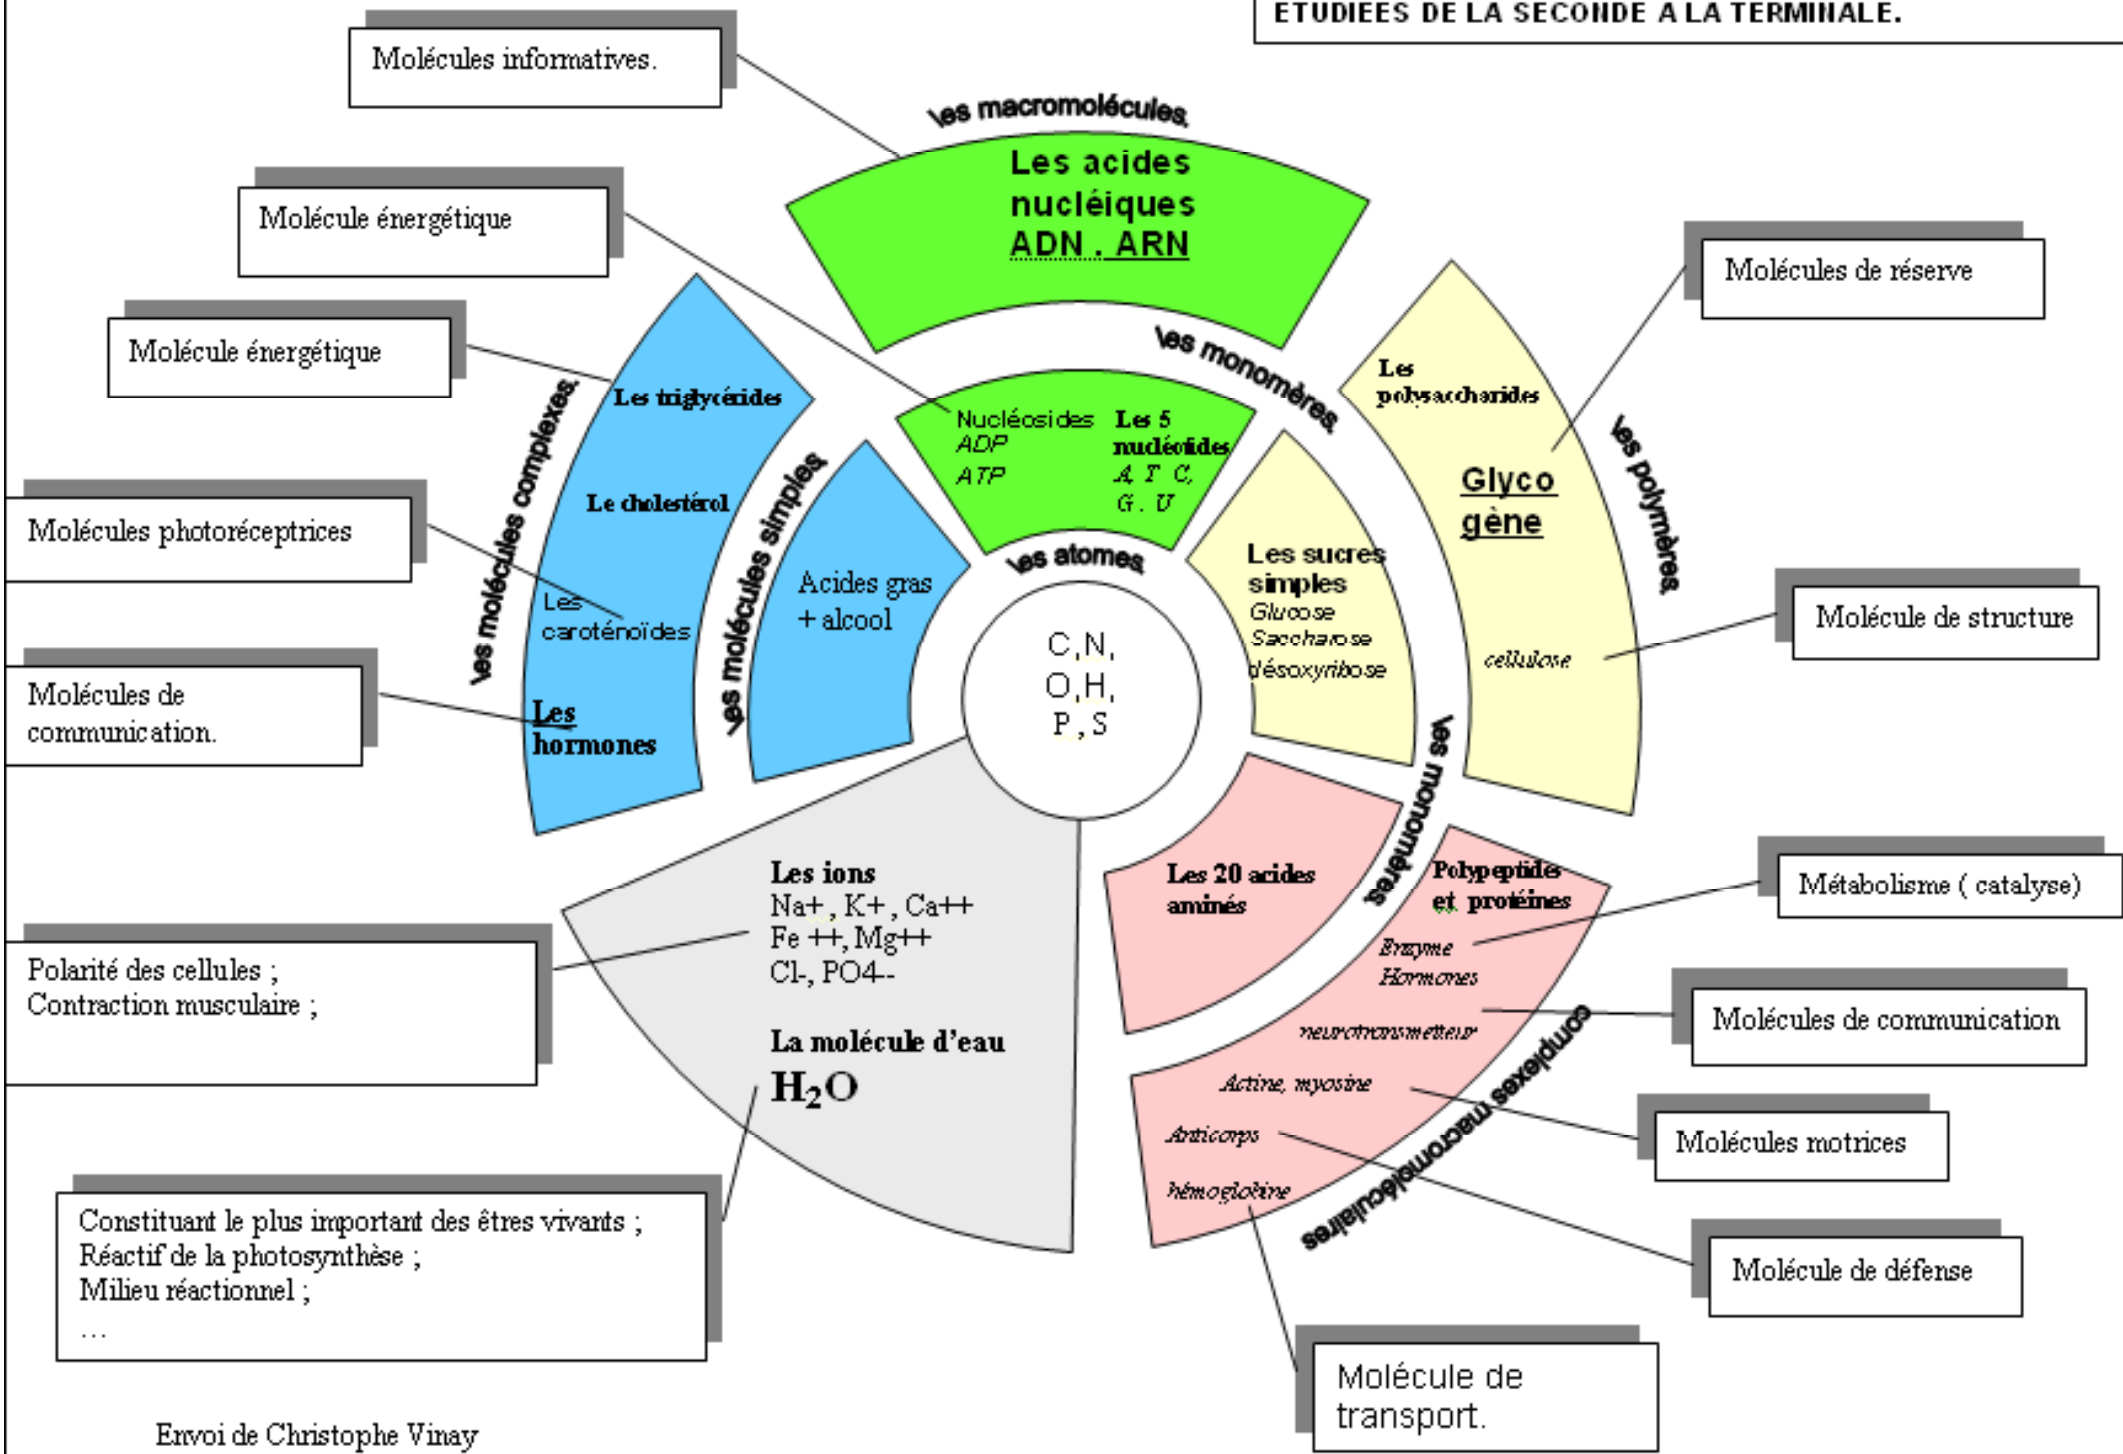 ETUDIEES DE LA SECONDE A LA TERMINALE.
Molécules informatives.
les macromolécules.
Les acides
nucléiques
ADN . ARN
Molécule énergétique
Molécules de réserve
Molécule énergétique
les monomères.
Les
polysaccharides
Les triglycérides
les molécules complexes.
Nucléosides
ADP
ATP
Les 5
nucléotides
A, T C,
G . U
les polymères.
Glyco
gène
Le cholestérol
les molécules simples.
Molécules photoréceptrices
les atomes.
Les sucres
simples
Glucose
Saccharose
désoxyribose
Acides gras
+ alcool
Les
caroténoïdes
Molécule de structure
cellulose
C,N,
O,H,
P,S
Molécules de
communication.
Les
hormones
les monomères.
Les ions
Na+, K+, Ca++
Fe ++, Mg++
Cl-, PO4--
Les 20 acides
aminés
Polypeptides
et protéines
Métabolisme ( catalyse)
Enzyme
Hormones
Polarité des cellules ;
Contraction musculaire ;
Molécules de communication
neurotransmetteur
La molécule d'eau
H₂O
Actine, myosine
complexes macromoléculaires
Molécules motrices
Anticorps
hémoglobine
Constituant le plus important des êtres vivants ;
Réactif de la photosynthèse ;
Milieu réactionnel ;
…
Molécule de défense
Molécule de
transport.
Envoi de Christophe Vinay